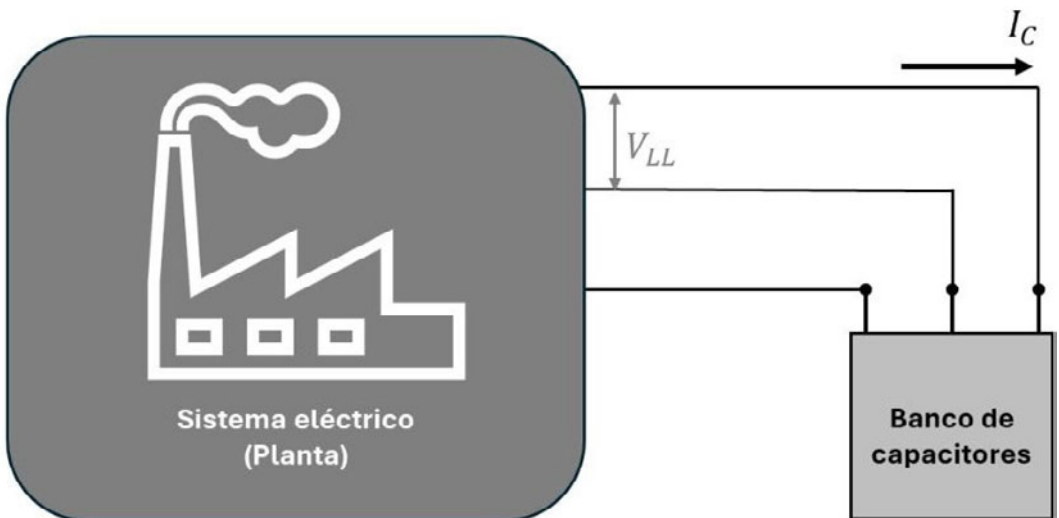 I_C
V_LL
Sistema eléctrico
(Planta)
Banco de
capacitores